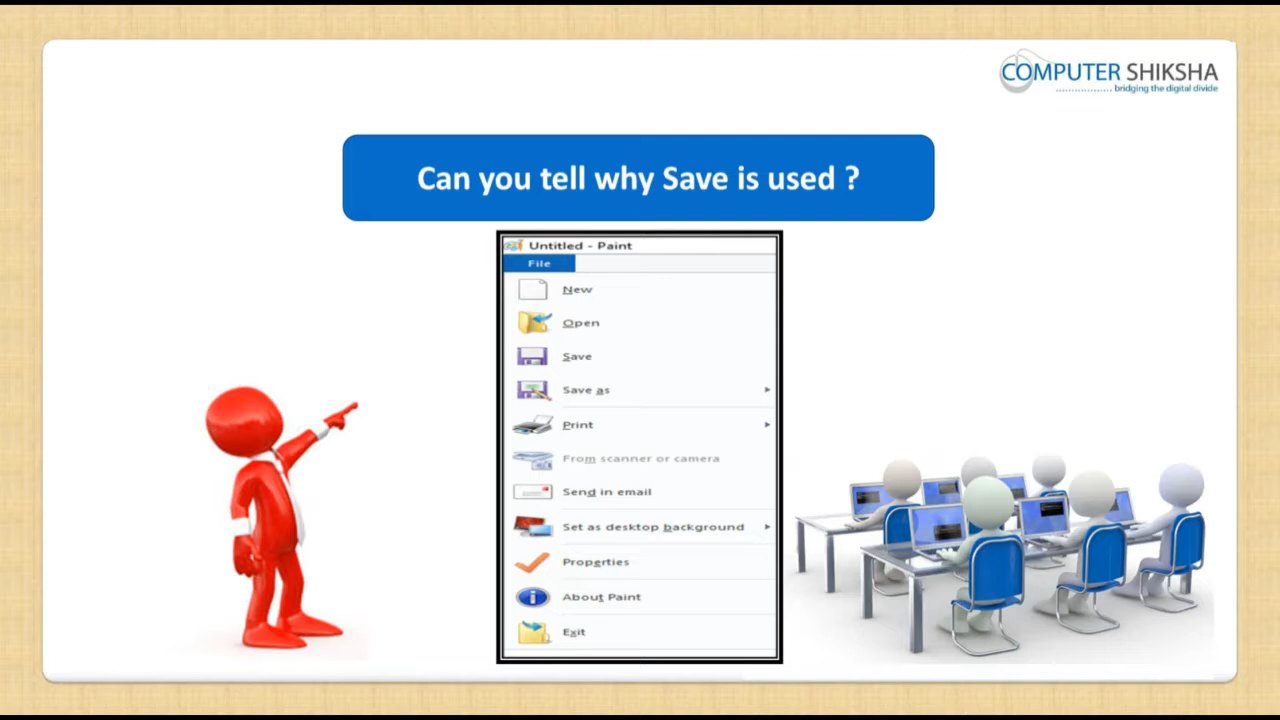 COMPUTER SHIKSHA
bridging the digital divide
Can you tell why Save is used ?
Untitled - Paint
File
New
Open
Save
Save as
Print
From scanner or camera
Send in email
Set as desktop background
Properties
About Paint
Exit